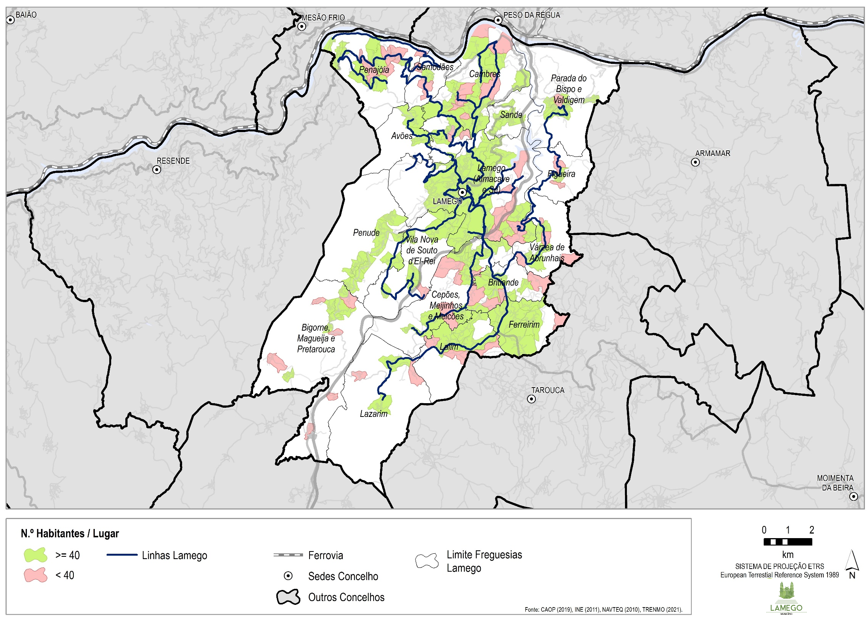 BAIÃO
MESÃO FRIO
PESO DA RÉGUA
Penajóia
Samodães
Cambres
Parada do
Bispo e
Valdigem
Sande
Avões
RESENDE
ARMAMAR
Lamego
(Almacave
e Sé)
Figueira
LAMEGO
Penude
Vila Nova
de Souto
d'El-Rei
Várzea de
Abrunhais
Britiande
Cepões,
Meijinhos
e Melcões
Bigorne,
Magueija e
Pretarouca
Ferreirim
Lalim
TAROUCA
Lazarim
MOIMENTA
DA BEIRA
N.º Habitantes / Lugar
>= 40
< 40
Linhas Lamego
Ferrovia
Sedes Concelho
Outros Concelhos
Limite Freguesias
Lamego
Fonte: CAOP (2019), INE (2011), NAVTEQ (2010), TRENMO (2021).
0 1 2
km
SISTEMA DE PROJEÇÃO ETRS
European Terrestial Reference System 1989
N
LAMEGO